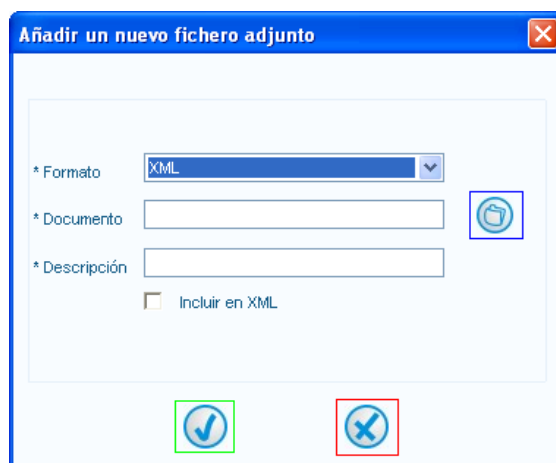 Añadir un nuevo fichero adjunto
* Formato
XML
* Documento
* Descripción
Incluir en XML